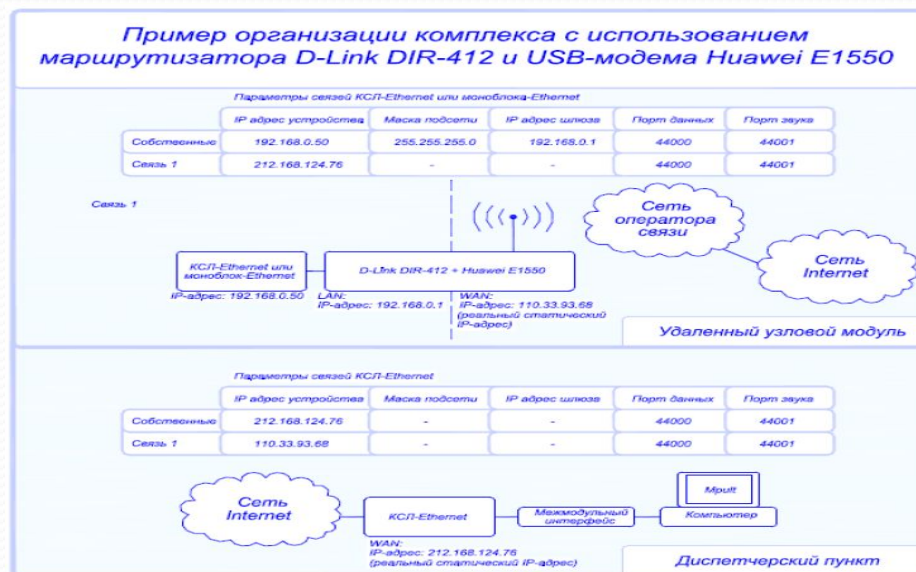 Пример организации комплекса с использованием
маршрутизатора D-Link DIR-412 и USB-модема Huawei E1550
Параметры связей КСЛ-Ethernet или моноблока-Ethernet
IP адрес устройства Маска подсети IP адрес шлюза Порт данных Порт звука
Собственные 192.168.0.50 255.255.255.0 192.168.0.1 44000 44001
Связь 1 212.168.124.76 - - 44000 44001
Связь 1
Сеть
оператора
связи
Сеть
Internet
КСЛ-Ethernet или
моноблок-Ethernet
D-Link DIR-412 + Huawei E1550
IP-адрес: 192.168.0.50
LAN:
IP-адрес: 192.168.0.1
WAN:
IP-адрес: 110.33.93.68
(реальный статический
IP-адрес)
Удаленный узловой модуль
Параметры связей КСЛ-Ethernet
IP адрес устройства Маска подсети IP адрес шлюза Порт данных Порт звука
Собственные 212.168.124.76 - - 44000 44001
Связь 1 110.33.93.68 - - 44000 44001
Сеть
Internet
КСЛ-Ethernet
Межмодульный
интерфейс
Mpult
Компьютер
WAN:
IP-адрес: 212.168.124.76
(реальный статический IP-адрес)
Диспетчерский пункт